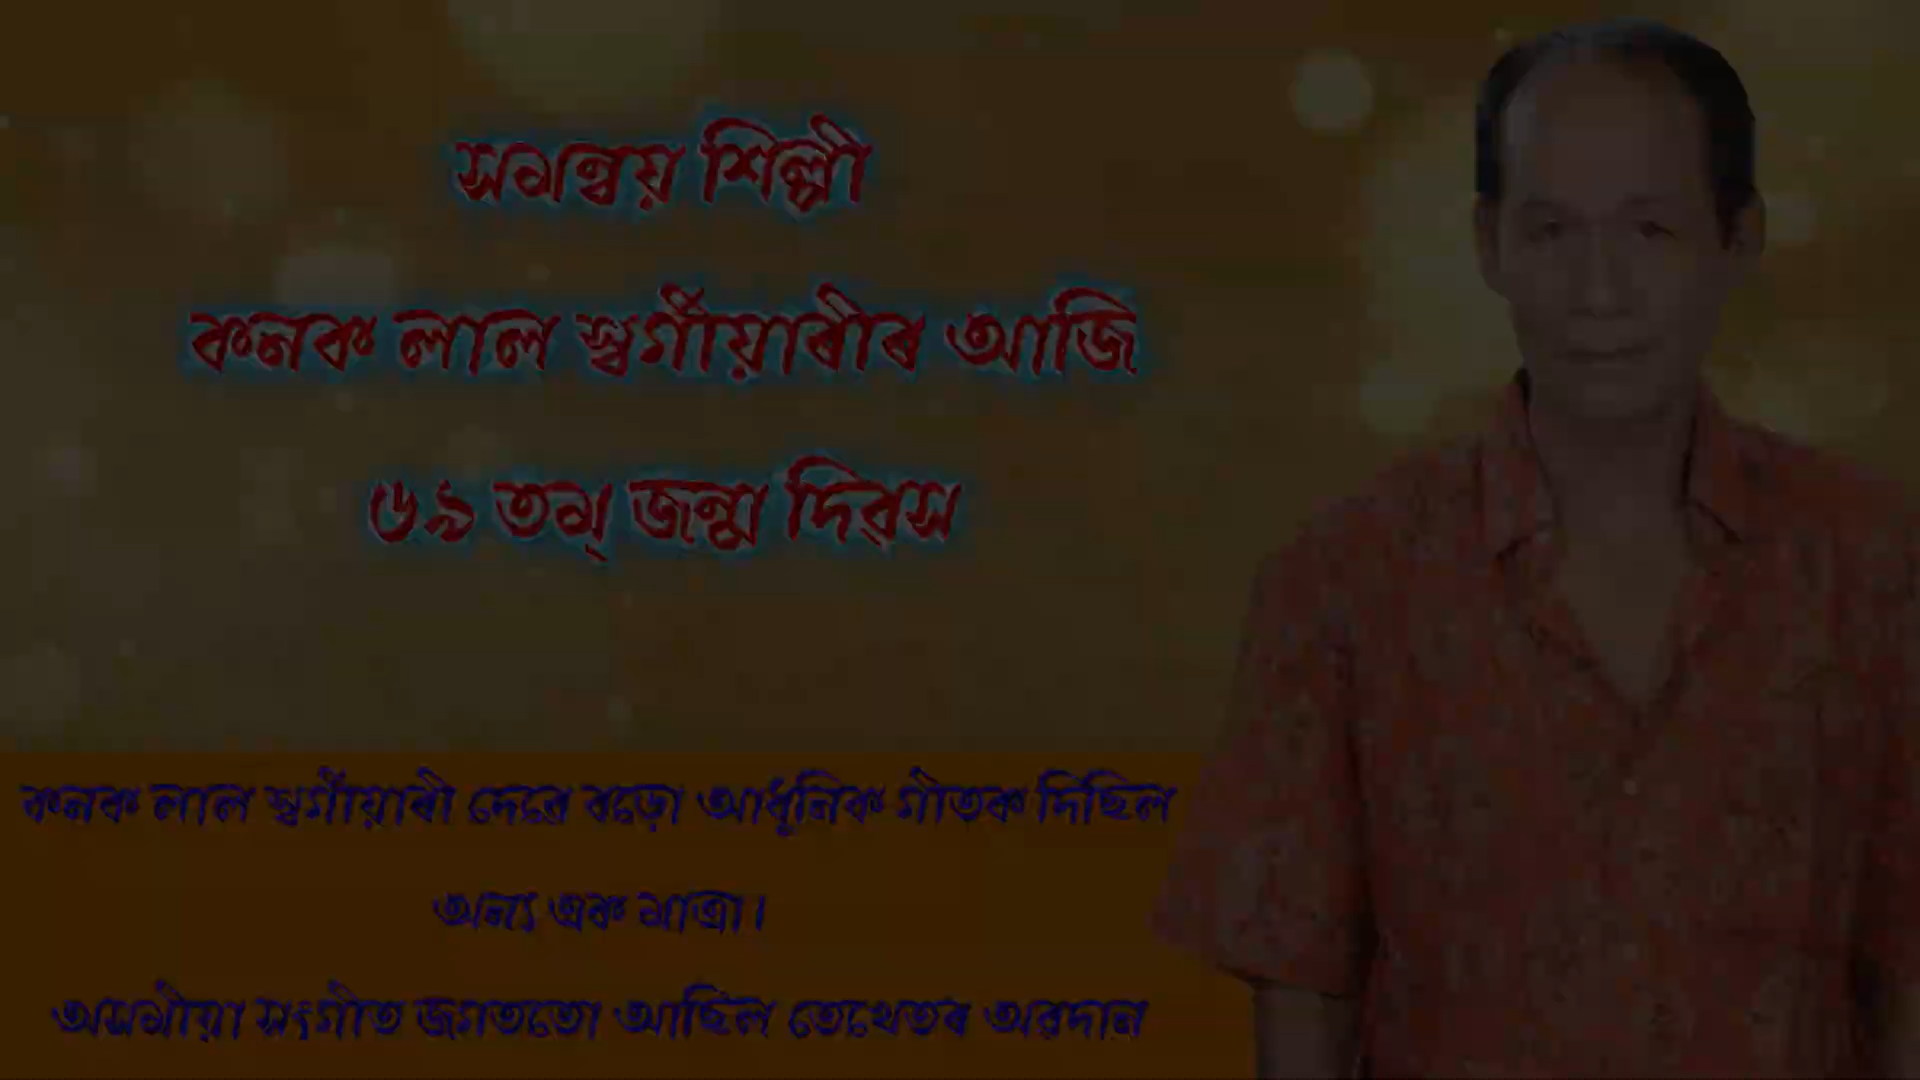 সমন্বয় শিল্পী
কনক লাল স্বৰ্গীয়াৰীৰ আজি
৬৯ তম্ জন্ম দিৱস
কনক লাল স্বৰ্গীয়াৰী দেৱে বড়ো আধুনিক গীতক দিছিল
অন্য এক মাত্ৰা।
অসমীয়া সংগীত জগততো আছিল তেখেতৰ অৱদান